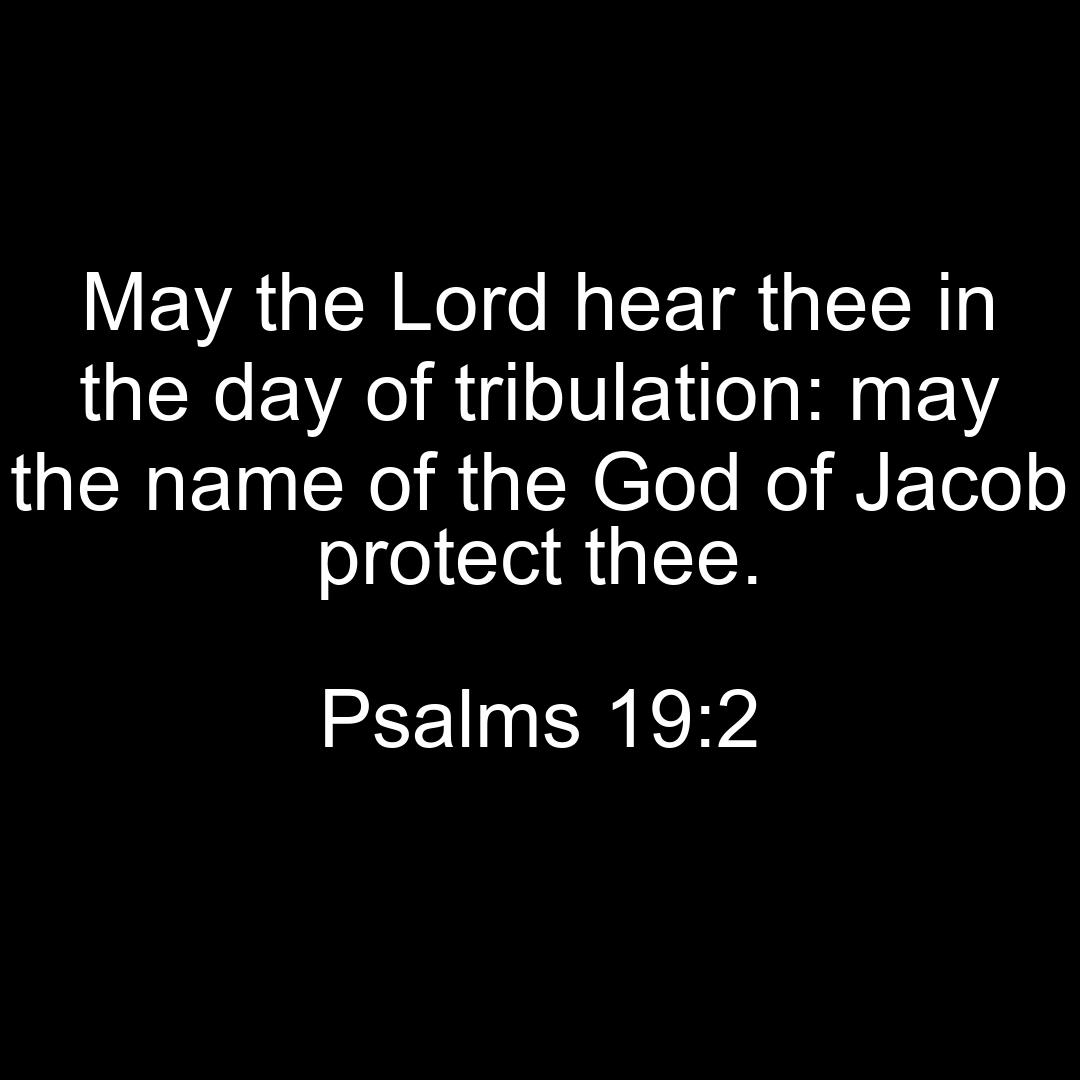 May the Lord hear thee in
the day of tribulation: may
the name of the God of Jacob
protect thee.
Psalms 19:2